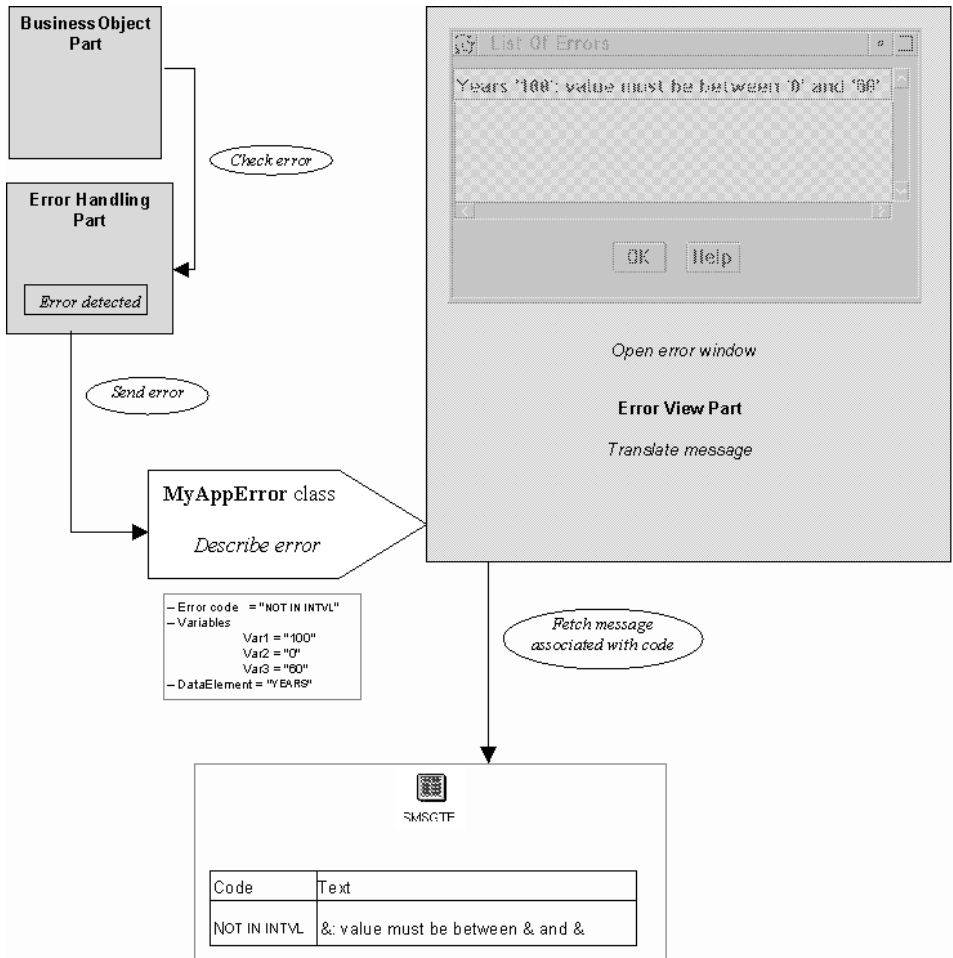 Business Object
Part
Check error
Error Handling
Part
Error detected
Send error
MyAppError class
Describe error
– Error code = "NOT IN INTVL"
– Variables
Var1 = "100"
Var2 = "0"
Var3 = "60"
– DataElement = "YEARS"
List Of Errors
Years '100': value must be between '0' and '60'
OK
Help
Open error window
Error View Part
Translate message
Fetch message
associated with code
SMSGTF
Code Text
NOT IN INTVL &: value must be between & and &